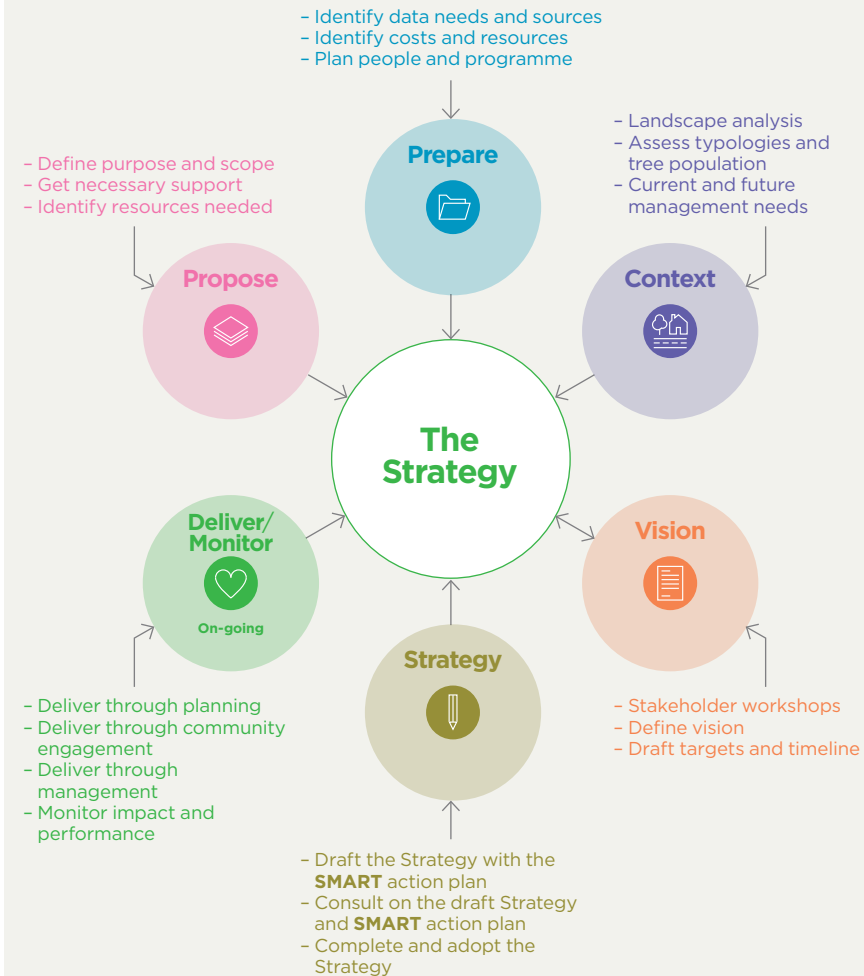 – Identify data needs and sources
– Identify costs and resources
– Plan people and programme
Prepare
– Landscape analysis
– Assess typologies and
tree population
– Current and future
management needs
Context
– Define purpose and scope
– Get necessary support
– Identify resources needed
Propose
The
Strategy
Deliver/
Monitor
On-going
Vision
Strategy
– Deliver through planning
– Deliver through community
engagement
– Deliver through
management
– Monitor impact and
performance
– Stakeholder workshops
– Define vision
– Draft targets and timeline
– Draft the Strategy with the
SMART action plan
– Consult on the draft Strategy
and SMART action plan
– Complete and adopt the
Strategy